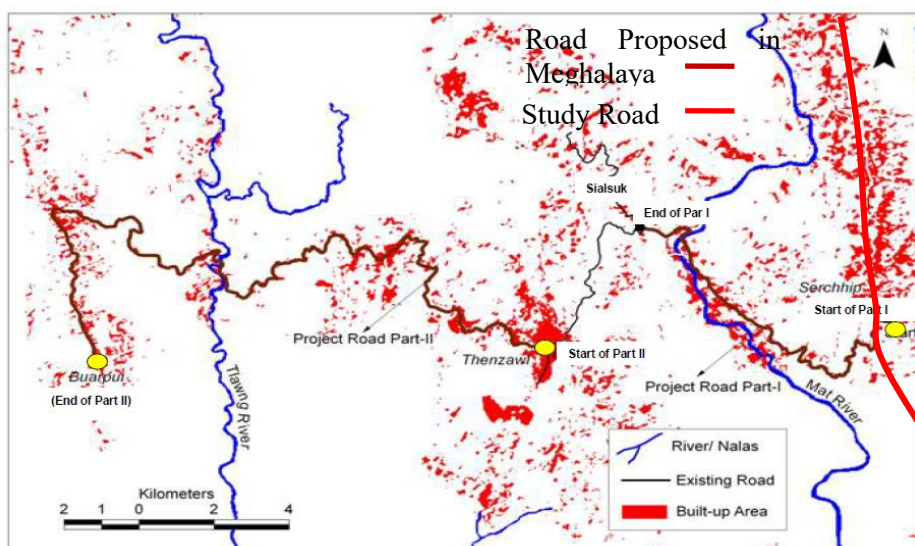 Road Proposed in
Meghalaya
Study Road
N
Sialsuk
End of Par I
Serchhip
Start of Part I
Project Road Part-II
Thenzawl
Start of Part II
Buarpui
(End of Part II)
Tlawng River
Project Road Part-I
Mat River
Kilometers
2 1 0 2 4
River/ Nalas
Existing Road
Built-up Area